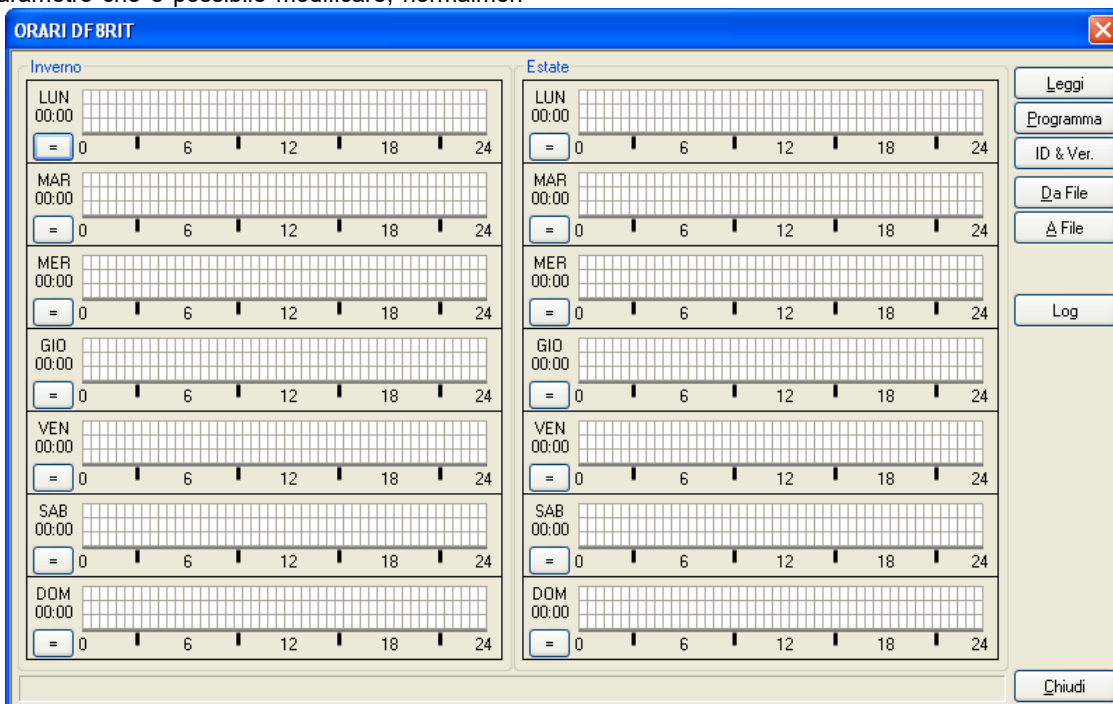 parametro che è possibile modificare, normalmen-
ORARI DF8RIT
Inverno
LUN
00:00
= 0 6 12 18 24
MAR
00:00
= 0 6 12 18 24
MER
00:00
= 0 6 12 18 24
GIO
00:00
= 0 6 12 18 24
VEN
00:00
= 0 6 12 18 24
SAB
00:00
= 0 6 12 18 24
DOM
00:00
= 0 6 12 18 24
Estate
LUN
00:00
= 0 6 12 18 24
MAR
00:00
= 0 6 12 18 24
MER
00:00
= 0 6 12 18 24
GIO
00:00
= 0 6 12 18 24
VEN
00:00
= 0 6 12 18 24
SAB
00:00
= 0 6 12 18 24
DOM
00:00
= 0 6 12 18 24
Leggi
Programma
ID & Ver.
Da File
A File
Log
Chiudi